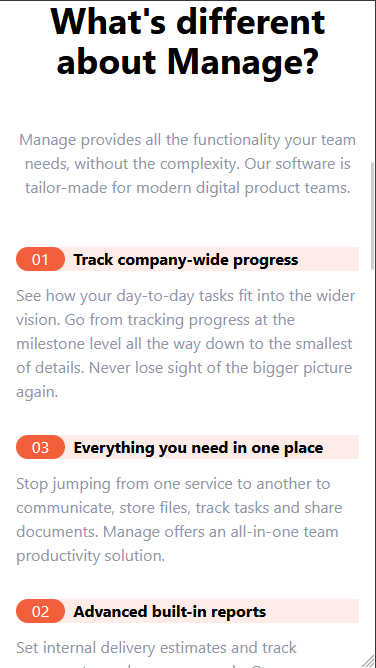 What's different
about Manage?
Manage provides all the functionality your team
needs, without the complexity. Our software is
tailor-made for modern digital product teams.
01 Track company-wide progress
See how your day-to-day tasks fit into the wider
vision. Go from tracking progress at the
milestone level all the way down to the smallest
of details. Never lose sight of the bigger picture
again.
03 Everything you need in one place
Stop jumping from one service to another to
communicate, store files, track tasks and share
documents. Manage offers an all-in-one team
productivity solution.
02 Advanced built-in reports
Set internal delivery estimates and track